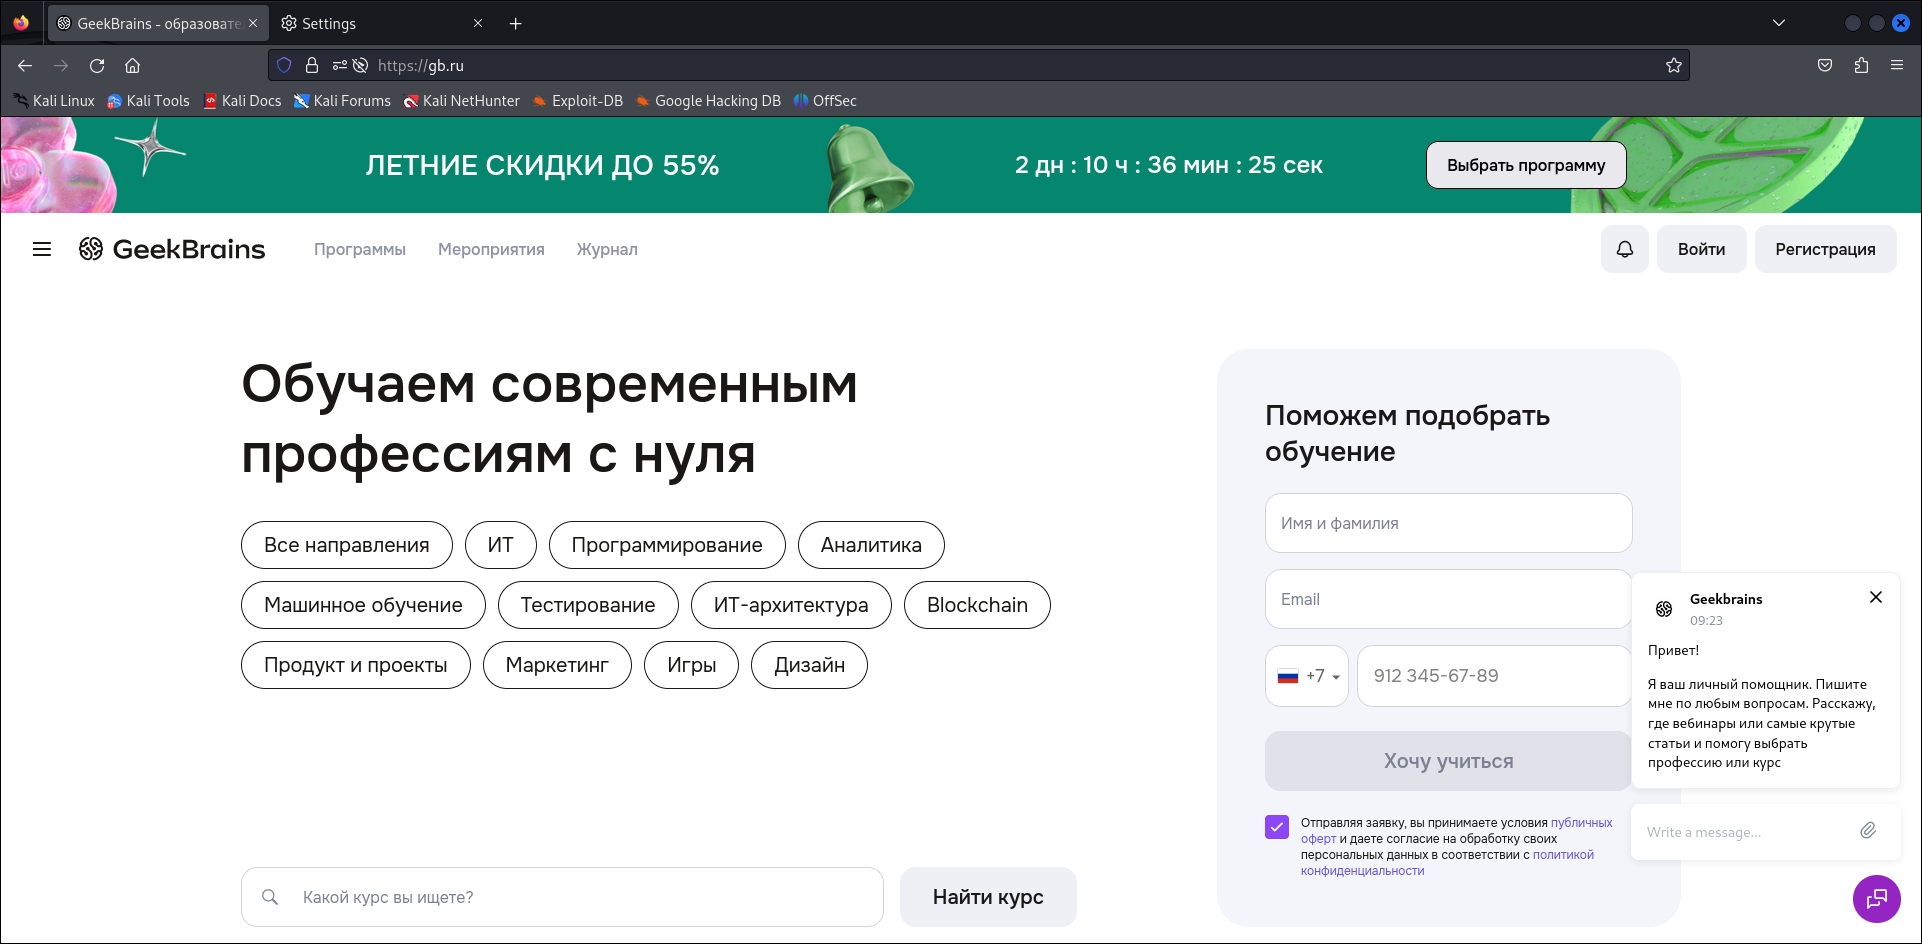 GeekBrains - образовате
Settings
https://gb.ru
Kali Linux
Kali Tools
Kali Docs
Kali Forums
Kali NetHunter
Exploit-DB
Google Hacking DB
OffSec
ЛЕТНИЕ СКИДКИ ДО 55%
2 дн : 10 ч : 36 мин : 25 сек
Выбрать программу
GeekBrains
Программы
Мероприятия
Журнал
Войти
Регистрация
Обучаем современным
профессиям с нуля
Все направления
ИТ
Программирование
Аналитика
Машинное обучение
Тестирование
ИТ-архитектура
Blockchain
Продукт и проекты
Маркетинг
Игры
Дизайн
Какой курс вы ищете?
Найти курс
Поможем подобрать
обучение
Имя и фамилия
Email
+7
912 345-67-89
Хочу учиться
Отправляя заявку, вы принимаете условия публичных
оферт и даете согласие на обработку своих
персональных данных в соответствии с политикой
конфиденциальности
Geekbrains
09:23
Привет!
Я ваш личный помощник. Пишите
мне по любым вопросам. Расскажу,
где вебинары или самые крутые
статьи и помогу выбрать
профессию или курс
Write a message...